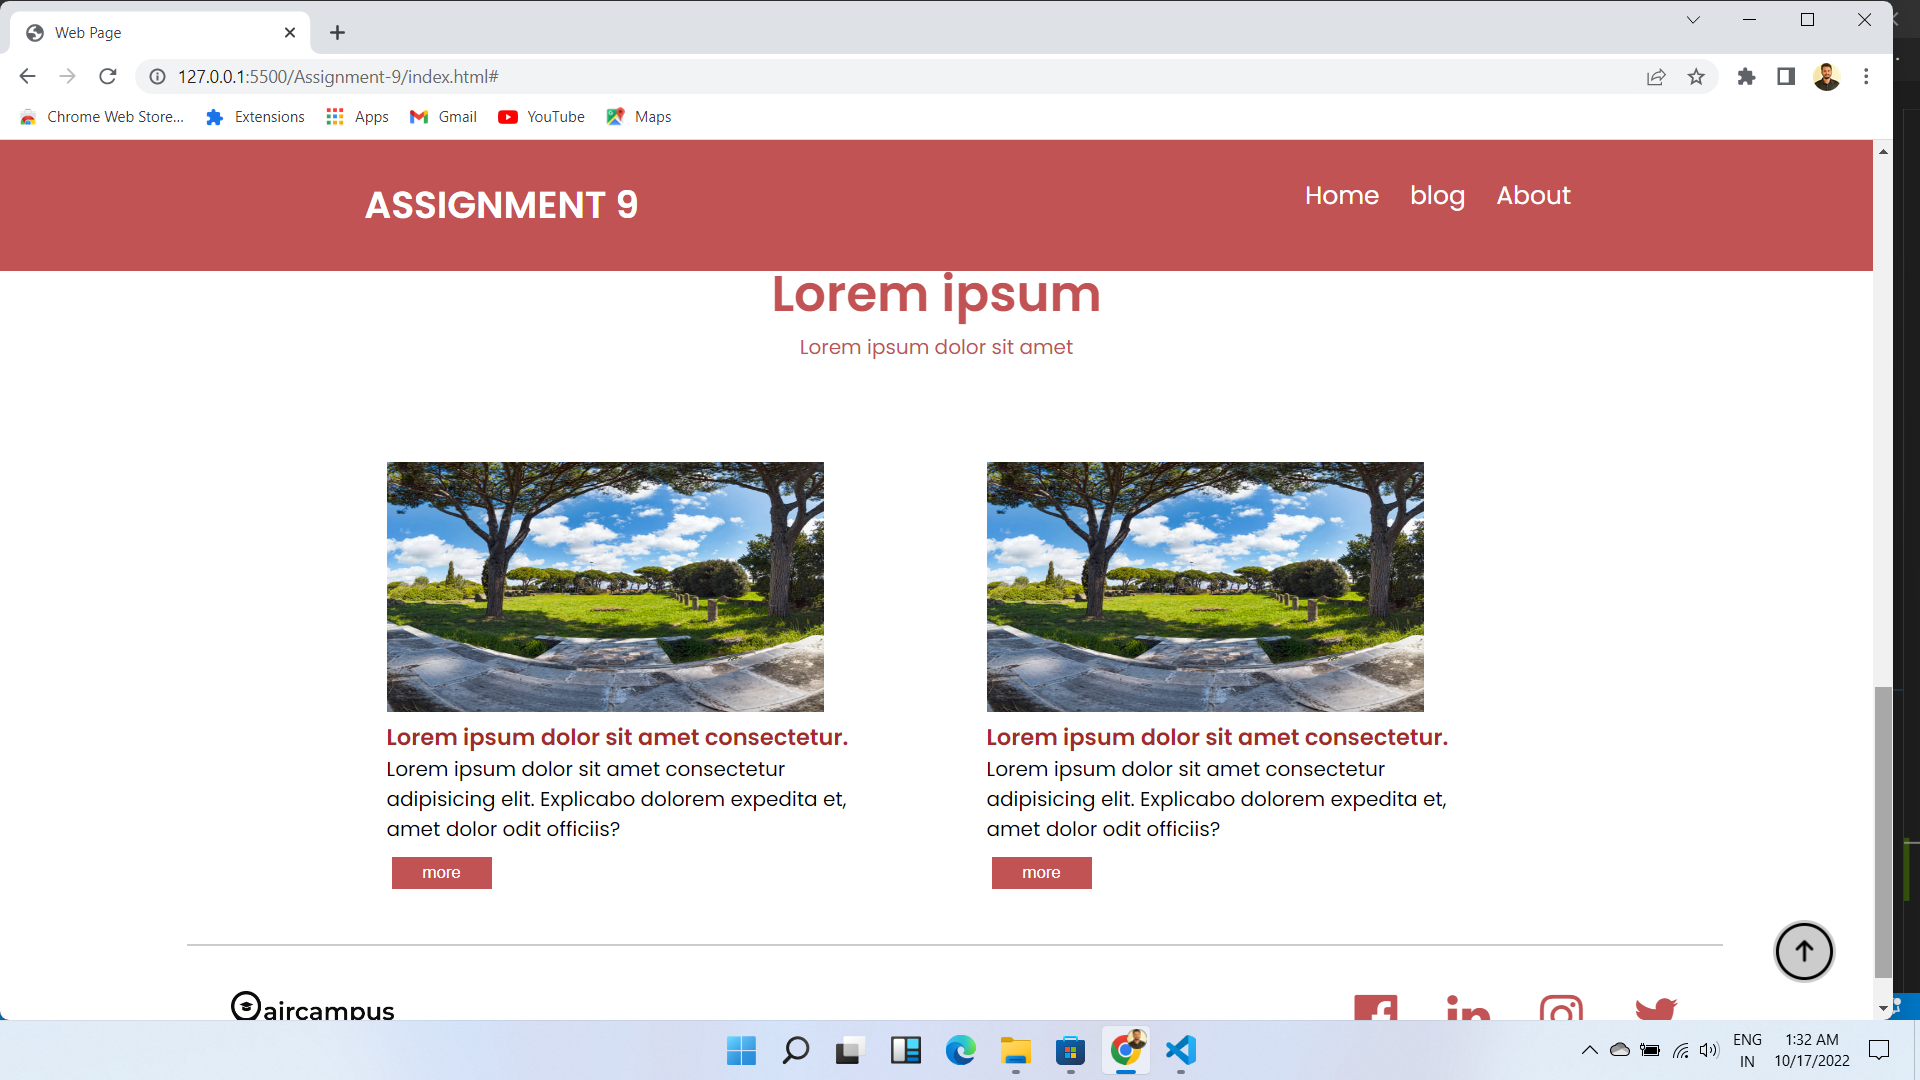 Web Page
127.0.0.1:5500/Assignment-9/index.html#
Chrome Web Store...
Extensions
Apps
Gmail
YouTube
Maps
ASSIGNMENT 9
Home
blog
About
Lorem ipsum
Lorem ipsum dolor sit amet
Lorem ipsum dolor sit amet consectetur.
Lorem ipsum dolor sit amet consectetur
adipisicing elit. Explicabo dolorem expedita et,
amet dolor odit officiis?
more
Lorem ipsum dolor sit amet consectetur.
Lorem ipsum dolor sit amet consectetur
adipisicing elit. Explicabo dolorem expedita et,
amet dolor odit officiis?
more
aircampus
ENG
IN
1:32 AM
10/17/2022